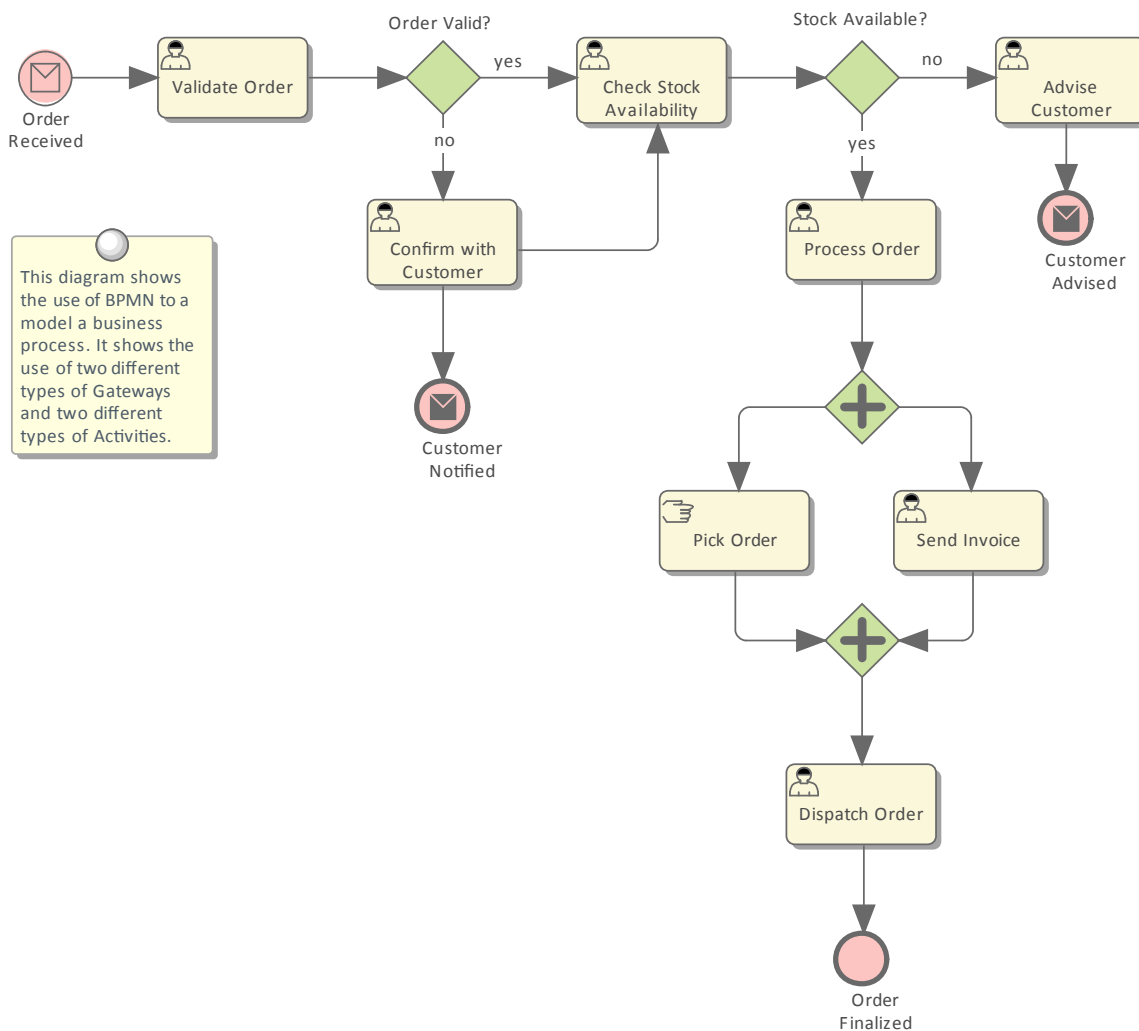 Order Valid?
Stock Available?
Validate Order
yes
Check Stock
Availability
no
Advise
Customer
Order
Received
no
yes
Confirm with
Customer
Process Order
Customer
Advised
This diagram shows
the use of BPMN to a
model a business
process. It shows the
use of two different
types of Gateways
and two different
types of Activities.
Customer
Notified
Pick Order
Send Invoice
Dispatch Order
Order
Finalized